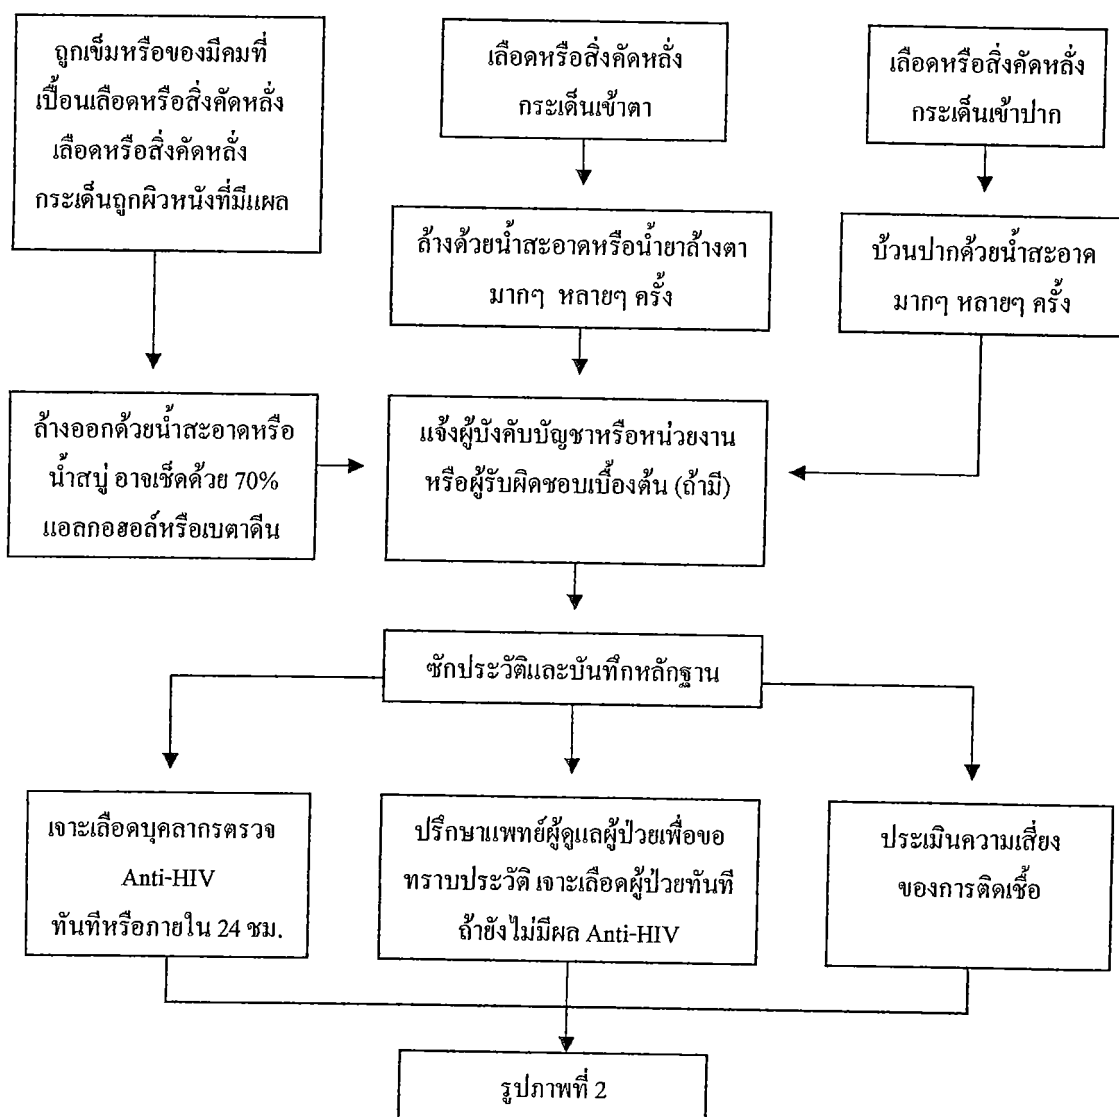 ถูกเข็มหรือของมีคมที่
เปื้อนเลือดหรือสิ่งคัดหลั่ง
เลือดหรือสิ่งคัดหลั่ง
กระเด็นถูกผิวหนังที่มีแผล
เลือดหรือสิ่งคัดหลั่ง
กระเด็นเข้าตา
เลือดหรือสิ่งคัดหลั่ง
กระเด็นเข้าปาก
ล้างด้วยน้ำสะอาดหรือน้ำยาล้างตา
มากๆ หลายๆ ครั้ง
บ้วนปากด้วยน้ำสะอาด
มากๆ หลายๆ ครั้ง
ล้างออกด้วยน้ำสะอาดหรือ
น้ำสบู่ อาจเช็ดด้วย 70%
แอลกอฮอล์หรือเบตาดีน
แจ้งผู้บังคับบัญชาหรือหน่วยงาน
หรือผู้รับผิดชอบเบื้องต้น (ถ้ามี)
ซักประวัติและบันทึกหลักฐาน
เจาะเลือดบุคลากรตรวจ
Anti-HIV
ทันทีหรือภายใน 24 ชม.
ปรึกษาแพทย์ผู้ดูแลผู้ป่วยเพื่อขอ
ทราบประวัติ เจาะเลือดผู้ป่วยทันที
ถ้ายังไม่มีผล Anti-HIV
ประเมินความเสี่ยง
ของการติดเชื้อ
รูปภาพที่ 2